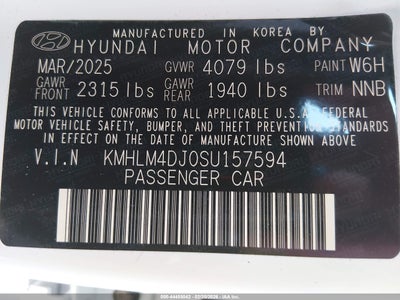 MANUFACTURED IN KOREA BY
HYUNDAI MOTOR COMPANY
MAR/2025 GVWR 4079 lbs PAINT W6H
GAWR FRONT 2315 lbs GAWR REAR 1940 lbs TRIM NNB
THIS VEHICLE CONFORMS TO ALL APPLICABLE U.S.A FEDERAL
MOTOR VEHICLE SAFETY, BUMPER, AND THEFT PREVENTION
STANDARDS IN EFFECT ON THE DATE OF MANUFACTURE SHOWN ABOVE
V.I.N KMHLM4DJ0SU157594
PASSENGER CAR